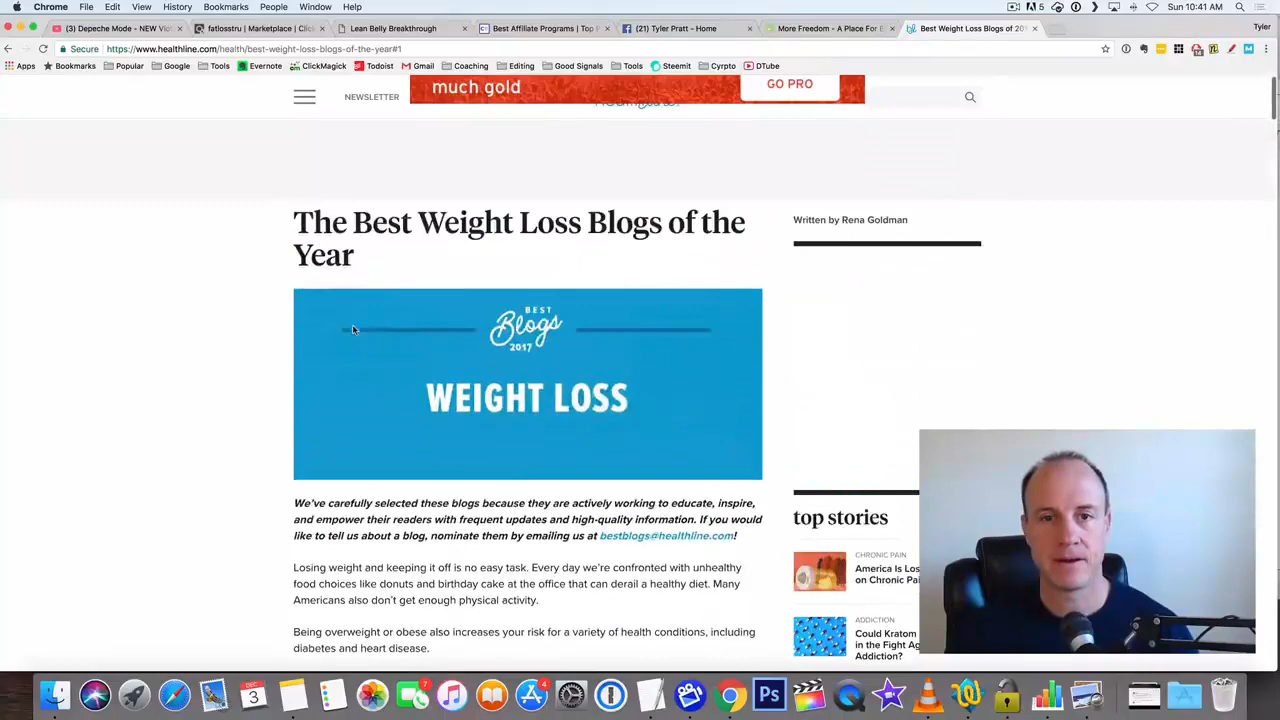 Chrome File Edit View History Bookmarks People Window Help
5
Sun 10:41 AM
(3) Depeche Mode - NEW Vi
fatlosstru | Marketplace | Clic
Lean Belly Breakthrough
Best Affiliate Programs | Top
(21) Tyler Pratt - Home
More Freedom - A Place For E
Best Weight Loss Blogs of 20
Tyler
Secure https://www.healthline.com/health/best-weight-loss-blogs-of-the-year#1
Apps Bookmarks Popular Google Tools Evernote ClickMagick Todoist Gmail Coaching Editing Good Signals Tools Steemit Cyrpto DTube
much gold
GO PRO
NEWSLETTER
The Best Weight Loss Blogs of the
Year
Written by Rena Goldman
BEST
Blogs
2017
WEIGHT LOSS
We've carefully selected these blogs because they are actively working to educate, inspire,
and empower their readers with frequent updates and high-quality information. If you would
like to tell us about a blog, nominate them by emailing us at bestblogs@healthline.com!
Losing weight and keeping it off is no easy task. Every day we're confronted with unhealthy
food choices like donuts and birthday cake at the office that can derail a healthy diet. Many
Americans also don't get enough physical activity.
Being overweight or obese also increases your risk for a variety of health conditions, including
diabetes and heart disease.
top stories
CHRONIC PAIN
America Is Los
on Chronic Pai
ADDICTION
Could Kratom
in the Fight Ag
Addiction?
DEC
3
7
4
Ps